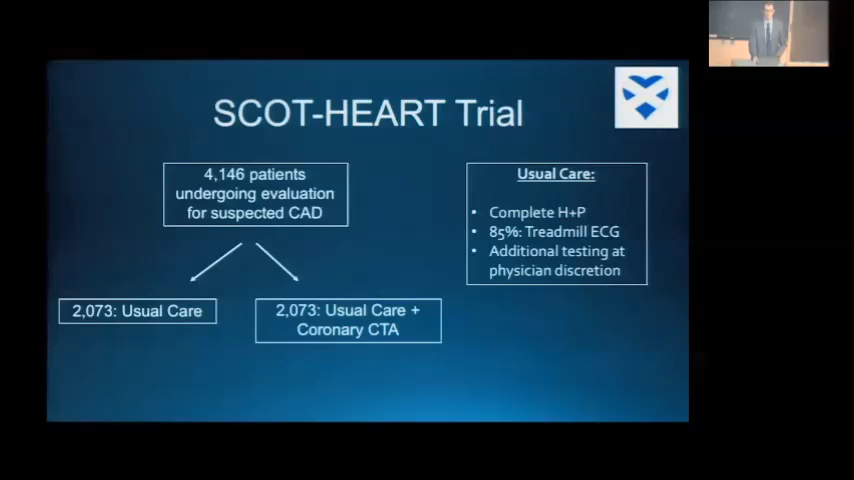 SCOT-HEART Trial
4,146 patients
undergoing evaluation
for suspected CAD
Usual Care:
• Complete H+P
• 85%: Treadmill ECG
• Additional testing at
physician discretion
2,073: Usual Care
2,073: Usual Care +
Coronary CTA